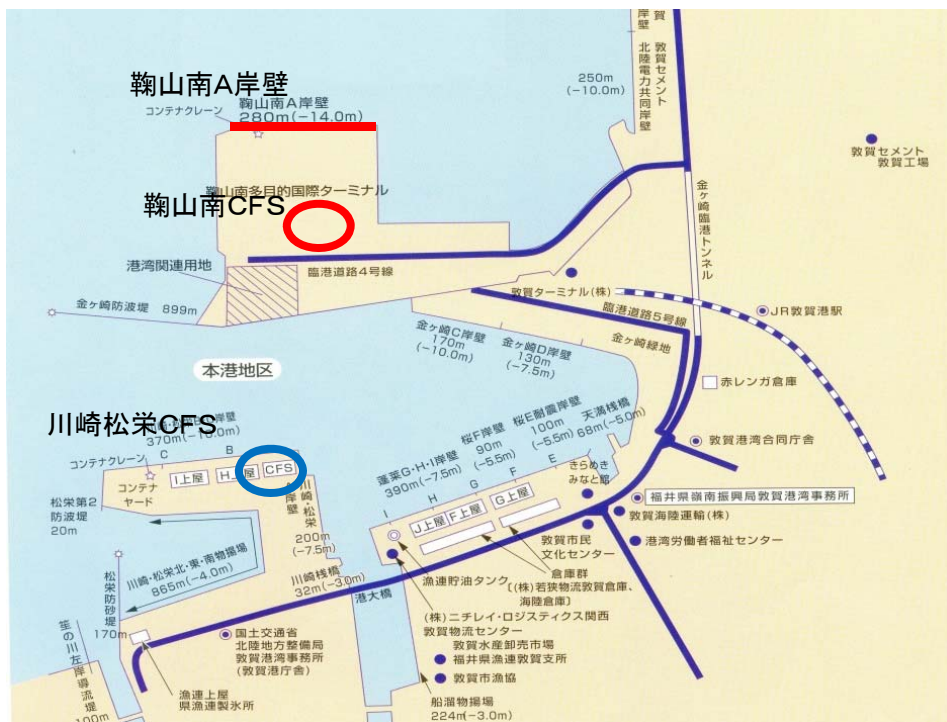 鞠山南A岸壁
コンテナクレーン
鞠山南A岸壁
280m(−14.0m)
250m
(−10.0m)
北陸電力共同岸壁
敦賀セメント
敦賀セメント
敦賀工場
鞠山南多目的国際ターミナル
鞠山南CFS
港湾関連用地
臨港道路4号線
金ヶ崎臨港トンネル
金ヶ崎防波堤 899m
敦賀ターミナル(株)
臨港道路5号線
JR敦賀港駅
金ヶ崎緑地
金ヶ崎C岸壁
170m
(−10.0m)
金ヶ崎D岸壁
130m
(−7.5m)
本港地区
赤レンガ倉庫
川崎松栄CFS
370m(−10.0m)
コンテナクレーン
C
B
I上屋
H上屋
CFS
コンテナ
ヤード
川崎・松栄
岸壁
200m
(−7.5m)
蓬莱G・H・I岸壁
390m(−7.5m)
桜F岸壁
90m
(−5.5m)
桜E耐震岸壁
100m
(−5.5m)
天満桟橋
68m(−5.0m)
敦賀港湾合同庁舎
きらめき
みなと館
I
H
G
F
E
J上屋
F上屋
G上屋
福井県嶺南振興局敦賀港湾事務所
敦賀海陸運輸(株)
港湾労働者福祉センター
敦賀市民
文化センター
松栄第2
防波堤
20m
川崎・松栄北・東・南物揚場
865m(−4.0m)
松栄防砂堤
170m
川崎桟橋
32m(−3.0m)
港大橋
漁連貯油タンク
倉庫群
((株)若狭物流敦賀倉庫、
海陸倉庫)
(株)ニチレイ・ロジスティクス関西
敦賀物流センター
敦賀水産卸売市場
福井県漁連敦賀支所
敦賀市漁協
国土交通省
北陸地方整備局
敦賀港湾事務所
(敦賀港庁舎)
笙の川左岸導流堤
100m
漁連上屋
県漁連製氷所
船溜物揚場
224m(−3.0m)